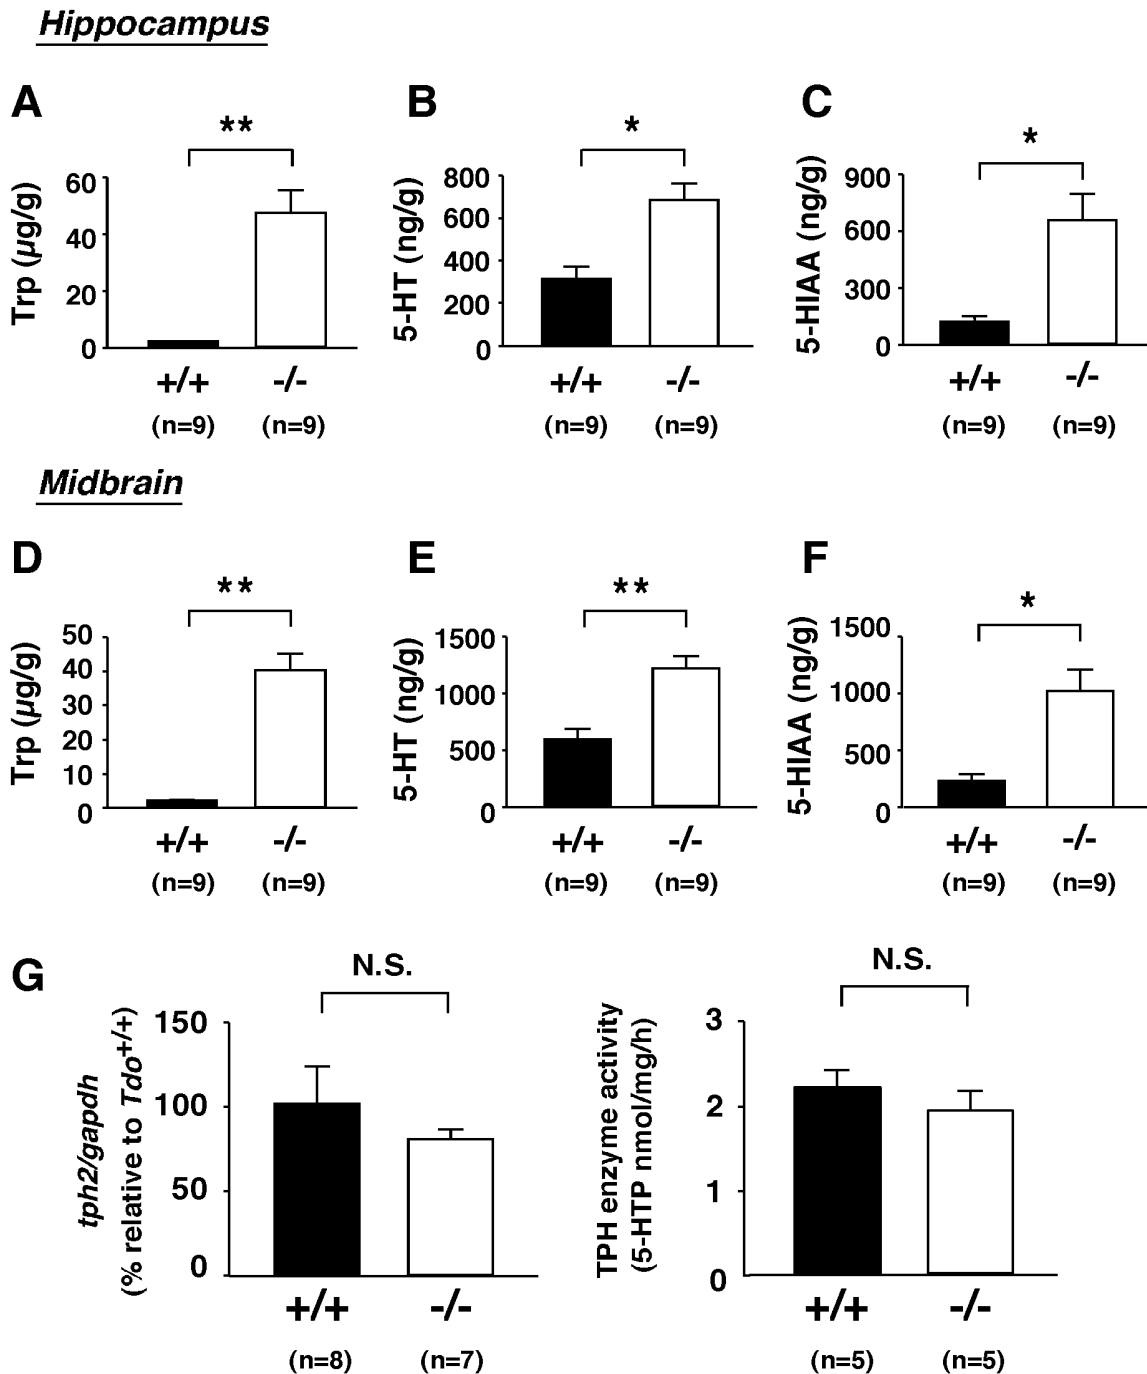 Hippocampus
A
**
Trp (µg/g)
60
40
20
0
+/+
-/-
(n=9)
(n=9)
B
*
5-HT (ng/g)
800
600
400
200
0
+/+
-/-
(n=9)
(n=9)
C
*
5-HIAA (ng/g)
900
600
300
0
+/+
-/-
(n=9)
(n=9)
Midbrain
D
**
Trp (µg/g)
50
40
30
20
10
0
+/+
-/-
(n=9)
(n=9)
E
**
5-HT (ng/g)
1500
1000
500
0
+/+
-/-
(n=9)
(n=9)
F
*
5-HIAA (ng/g)
1500
1000
500
0
+/+
-/-
(n=9)
(n=9)
G
N.S.
tph2/gapdh
(% relative to Tdo+/+)
150
100
50
0
+/+
-/-
(n=8)
(n=7)
N.S.
TPH enzyme activity
(5-HTP nmol/mg/h)
3
2
1
0
+/+
-/-
(n=5)
(n=5)